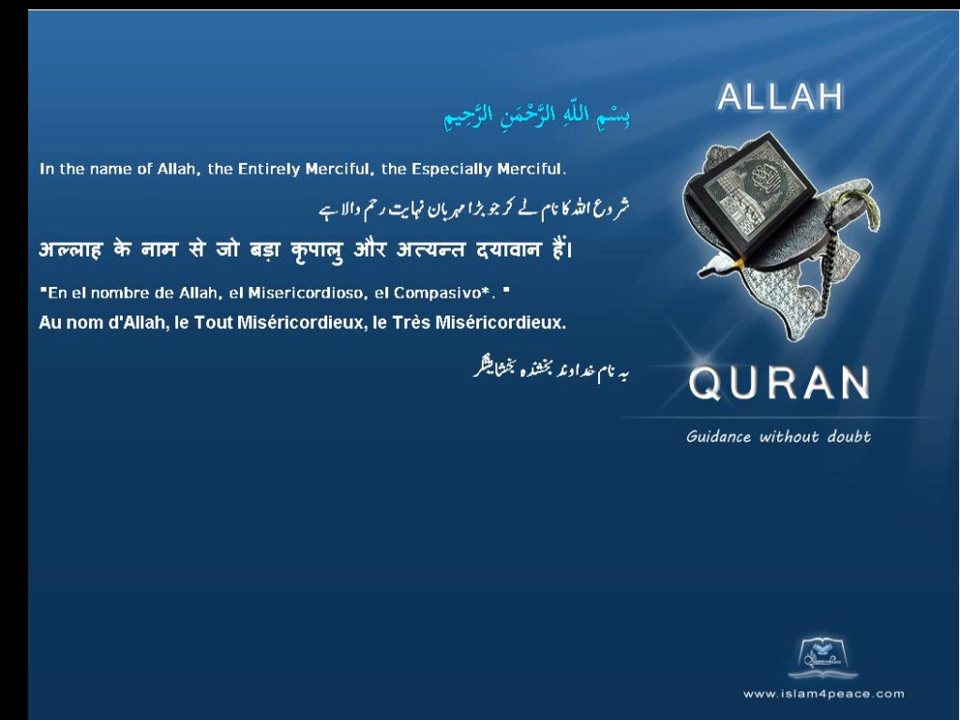 بِسْمِ اللَّهِ الرَّحْمَنِ الرَّحِيمِ
In the name of Allah, the Entirely Merciful, the Especially Merciful.
شروع اللہ کا نام لے کر جو بڑا مہربان نہایت رحم والا ہے
अल्लाह के नाम से जो बड़ा कृपालु और अत्यन्त दयावान हैं।
"En el nombre de Allah, el Misericordioso, el Compasivo*. "
Au nom d'Allah, le Tout Miséricordieux, le Très Miséricordieux.
به نام خداوند بخشنده بخشایشگر
ALLAH
QURAN
Guidance without doubt
www.islam4peace.com